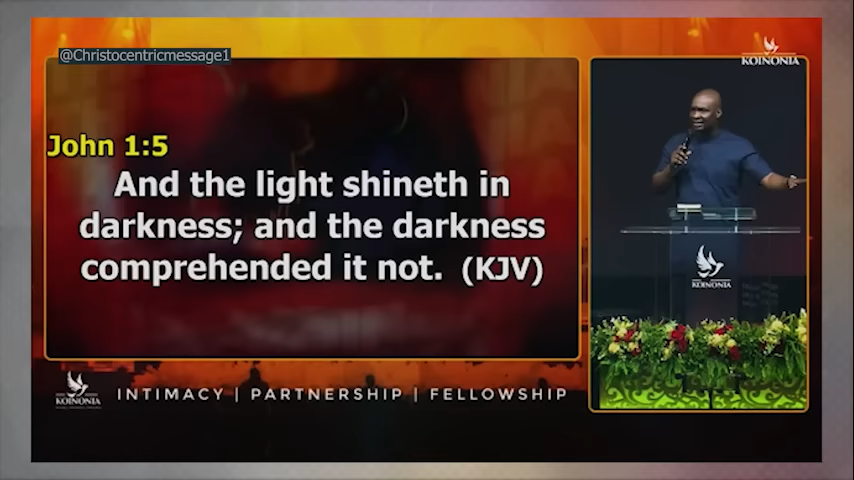 @Christocentricmessage1
KOINONIA
John 1:5
And the light shineth in
darkness; and the darkness
comprehended it not. (KJV)
KOINONIA
KOINONIA
INTIMACY | PARTNERSHIP | FELLOWSHIP